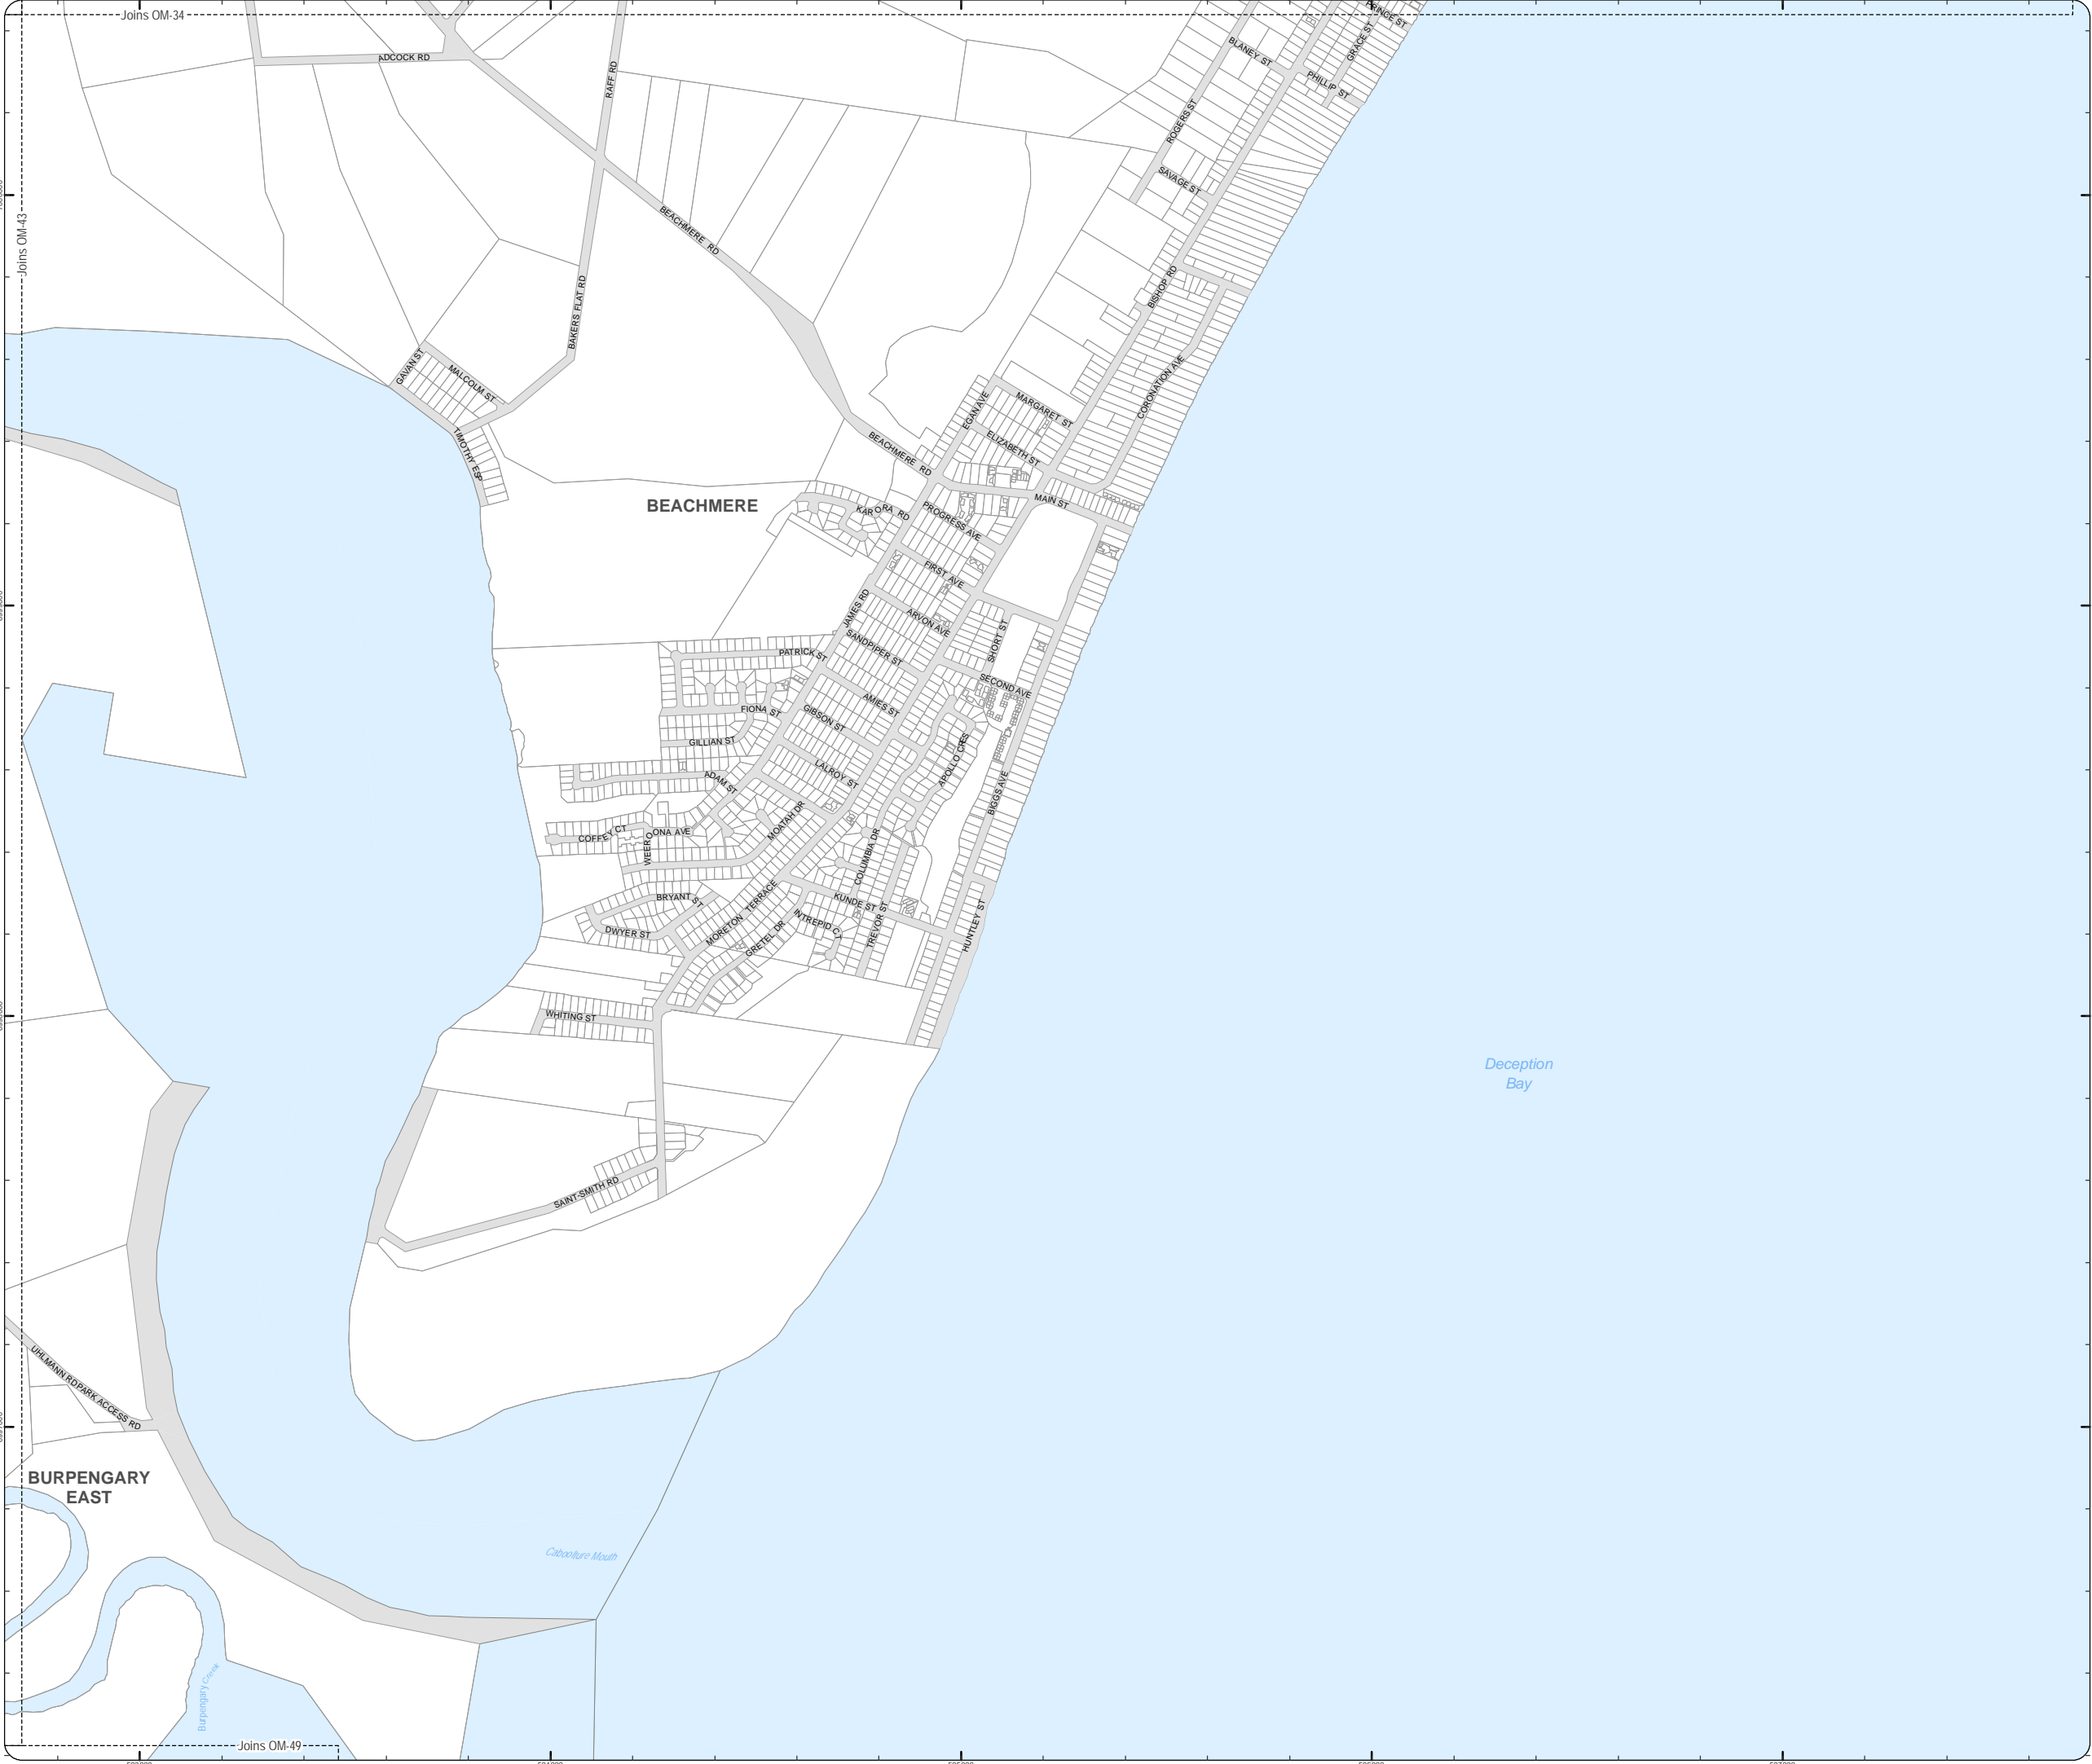 Joins OM-34
PRINCE ST
GRACE ST
BLANEY ST
ADCOCK RD
RAFF RD
PHILLIP ST
ROGERS ST
SAVAGE ST
Joins OM-43
BEACHMERE RD
BISHOP RD
BAKERS FLAT RD
GAVAN ST
MALCOLM ST
CORONATION AVE
EGAN AVE
MARGARET ST
TIMOTHY ESP
BEACHMERE RD
ELIZABETH ST
BEACHMERE
MAIN ST
KARORA RD
PROGRESS AVE
FIRST AVE
JAMES RD
ARVON AVE
SHORT ST
SANDPIPER ST
PATRICK ST
SECOND AVE
AMIES ST
FIONA ST
GIBSON ST
GILLIAN ST
APOLLO CRES
LALROY ST
ADAM ST
BIGGS AVE
MOATAH DR
COFFEY CT
WEEROONA AVE
COLUMBIA DR
BRYANT ST
KUNDE ST
MORETON TERRACE
INTREPID CT
TREVOR ST
HUNTLEY ST
DWYER ST
GRETEL DR
WHITING ST
Deception
Bay
SAINT-SMITH RD
UHLMANN RD PARK ACCESS RD
BURPENGARY
EAST
Caboolture Mouth
Burpengary Creek
Joins OM-49